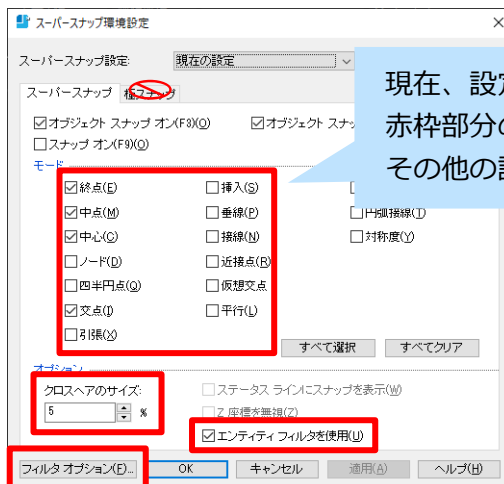 スーパースナップ環境設定
スーパースナップ設定: 現在の設定
現在、設定
赤枠部分の
その他の設
スーパースナップ 極スナップ
オブジェクト スナップ オン(F3)(O) オブジェクト スナッ
スナップ オン(F9)(O)
モード
終点(E) 挿入(S)
中点(M) 垂線(P) 円弧接線(T)
中心(C) 接線(N) 対称度(Y)
ノード(D) 近接点(R)
四半円点(Q) 仮想交点
交点(I) 平行(L)
引張(X)
すべて選択 すべてクリア
オプション
クロスヘアのサイズ: ステータス ラインにスナップを表示(W)
5 % Z 座標を無視(Z)
エンティティ フィルタを使用(U)
フィルタ オプション(F)... OK キャンセル 適用(A) ヘルプ(H)